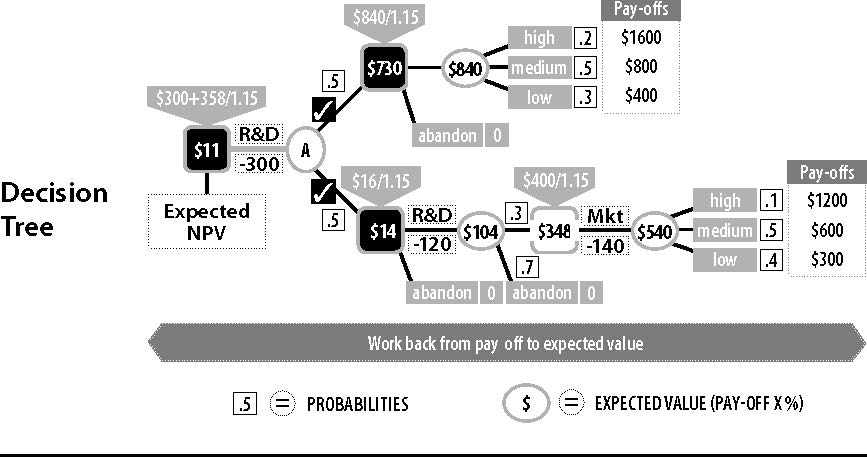 Pay-offs
$840/1.15
high .2 $1600
$730 $840 medium .5 $800
.5
low .3 $400
$300+358/1.15
✓
abandon 0
R&D
$11 A
-300
Pay-offs
Decision
Tree
Expected
NPV
✓
.5
$16/1.15
$400/1.15
high .1 $1200
R&D .3 Mkt
$14 $104 $348 $540 medium .5 $600
-120 -140
.7
low .4 $300
abandon 0 abandon 0
Work back from pay off to expected value
.5 = PROBABILITIES $ = EXPECTED VALUE (PAY-OFF X %)